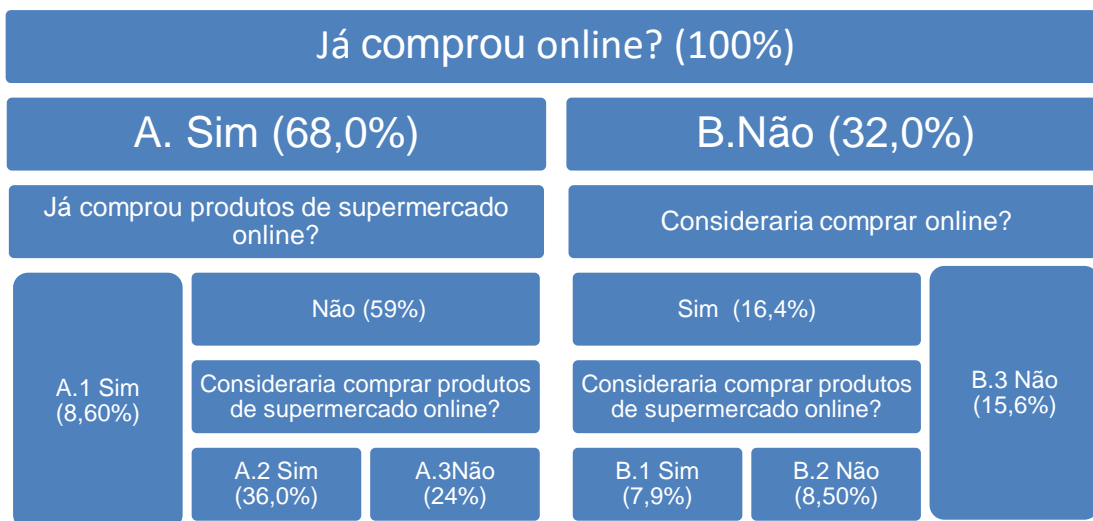 Já comprou online? (100%)
A. Sim (68,0%)
B.Não (32,0%)
Já comprou produtos de supermercado
online?
Consideraria comprar online?
A.1 Sim
(8,60%)
Não (59%)
Consideraria comprar produtos
de supermercado online?
A.2 Sim
(36,0%)
A.3Não
(24%)
Sim (16,4%)
Consideraria comprar produtos
de supermercado online?
B.1 Sim
(7,9%)
B.2 Não
(8,50%)
B.3 Não
(15,6%)